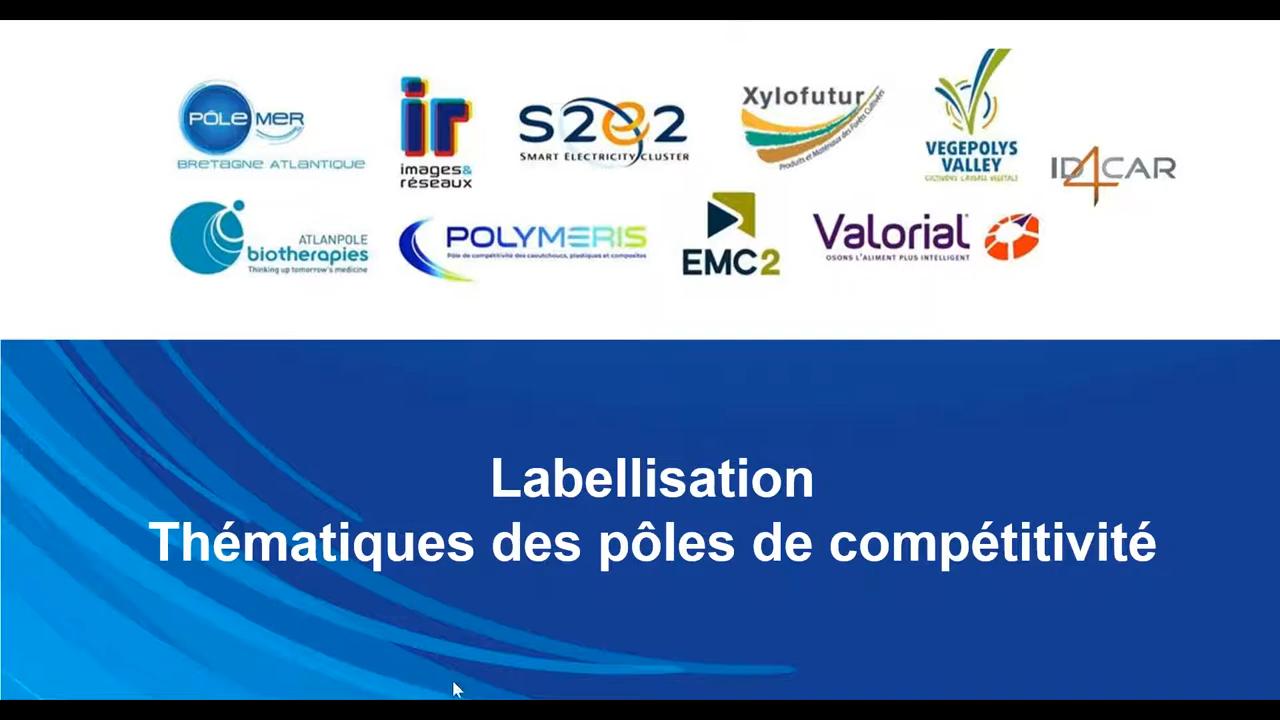 PÔLE MER
BRETAGNE ATLANTIQUE
ir
images&
réseaux
S2E2
SMART ELECTRICITY CLUSTER
Xylofutur
Produits et Matériaux des Forêts Cultivées
VEGEPOLYS
VALLEY
ID4CAR
ATLANPOLE
biotherapies
Thinking up tomorrow's medicine
POLYMERIS
Pôle de compétitivité des caoutchoucs, plastiques et composites
EMC2
Valorial
OSONS L'ALIMENT PLUS INTELLIGENT
Labellisation
Thématiques des pôles de compétitivité